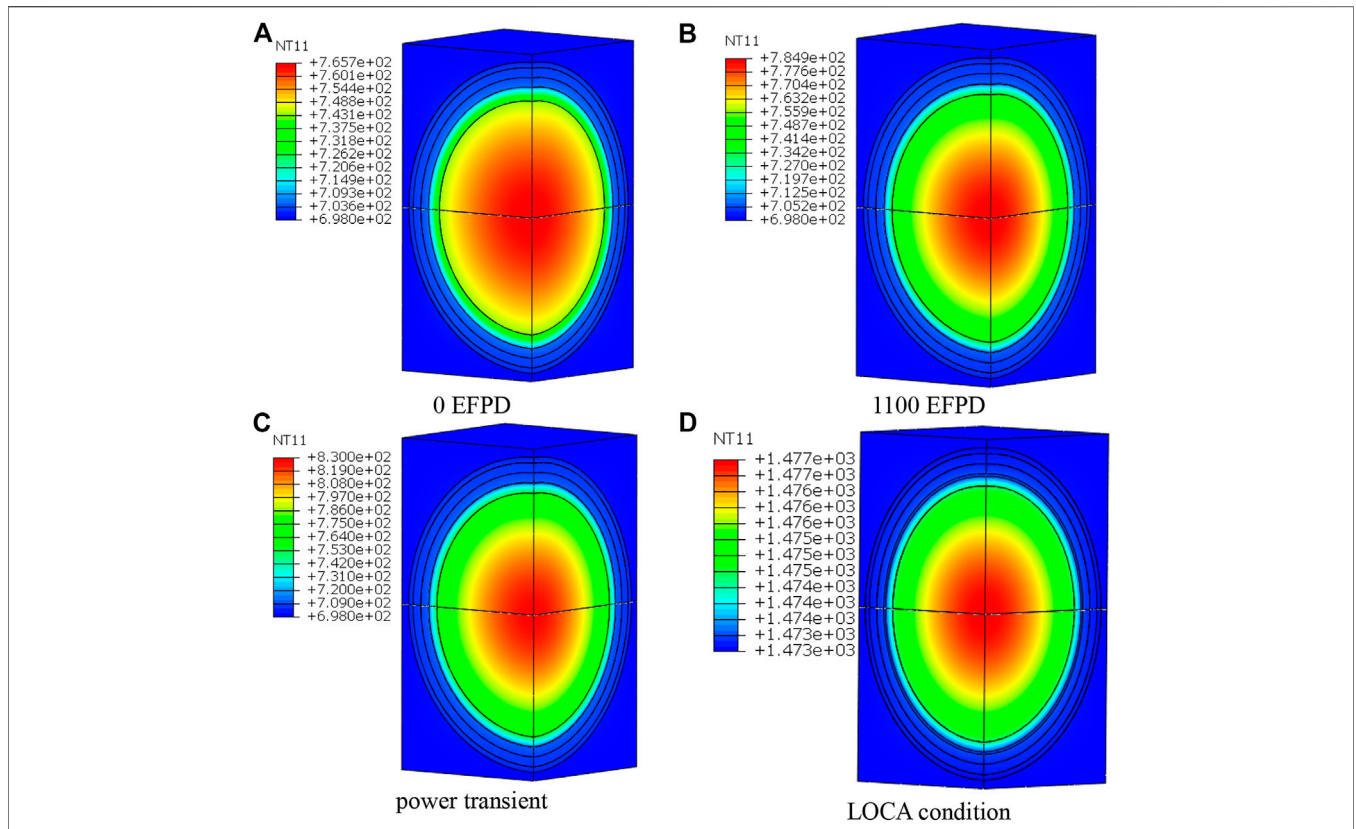 A
NT11
+7.657e+02
+7.601e+02
+7.544e+02
+7.488e+02
+7.431e+02
+7.375e+02
+7.318e+02
+7.262e+02
+7.206e+02
+7.149e+02
+7.093e+02
+7.036e+02
+6.980e+02
0 EFPD
B
NT11
+7.849e+02
+7.776e+02
+7.704e+02
+7.632e+02
+7.559e+02
+7.487e+02
+7.414e+02
+7.342e+02
+7.270e+02
+7.197e+02
+7.125e+02
+7.052e+02
+6.980e+02
1100 EFPD
C
NT11
+8.300e+02
+8.190e+02
+8.080e+02
+7.970e+02
+7.860e+02
+7.750e+02
+7.640e+02
+7.530e+02
+7.420e+02
+7.310e+02
+7.200e+02
+7.090e+02
+6.980e+02
power transient
D
NT11
+1.477e+03
+1.477e+03
+1.476e+03
+1.476e+03
+1.476e+03
+1.475e+03
+1.475e+03
+1.475e+03
+1.474e+03
+1.474e+03
+1.474e+03
+1.473e+03
+1.473e+03
LOCA condition